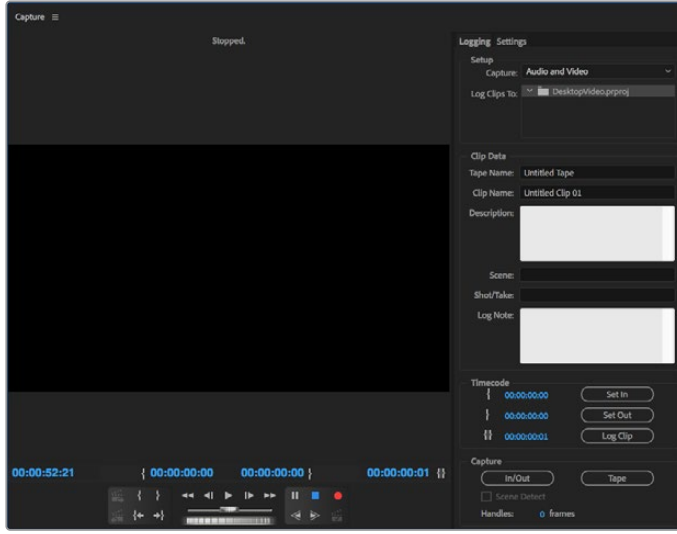 Capture
Stopped.
Logging Settings
Setup
Capture: Audio and Video
Log Clips To: DesktopVideo.prproj
Clip Data
Tape Name: Untitled Tape
Clip Name: Untitled Clip 01
Description:
Scene:
Shot/Take:
Log Note:
Timecode
{ 00:00:00:00 Set In
} 00:00:00:00 Set Out
{} 00:00:00:01 Log Clip
00:00:52:21 { 00:00:00:00 00:00:00:00 } 00:00:00:01 {}
Capture
In/Out Tape
Scene Detect
Handles: 0 frames